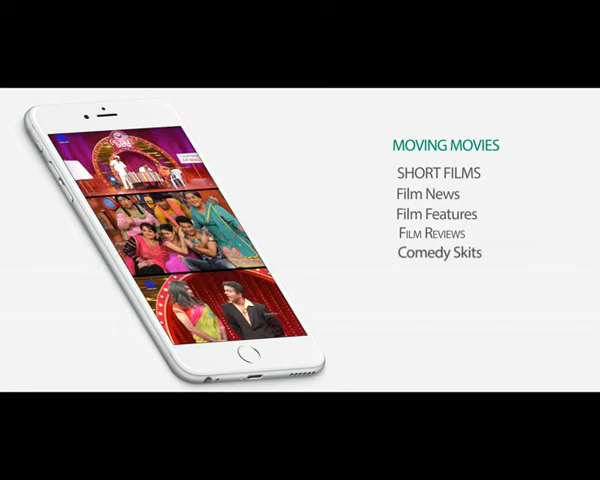 MOVING MOVIES
SHORT FILMS
Film News
Film Features
FILM REVIEWS
Comedy Skits